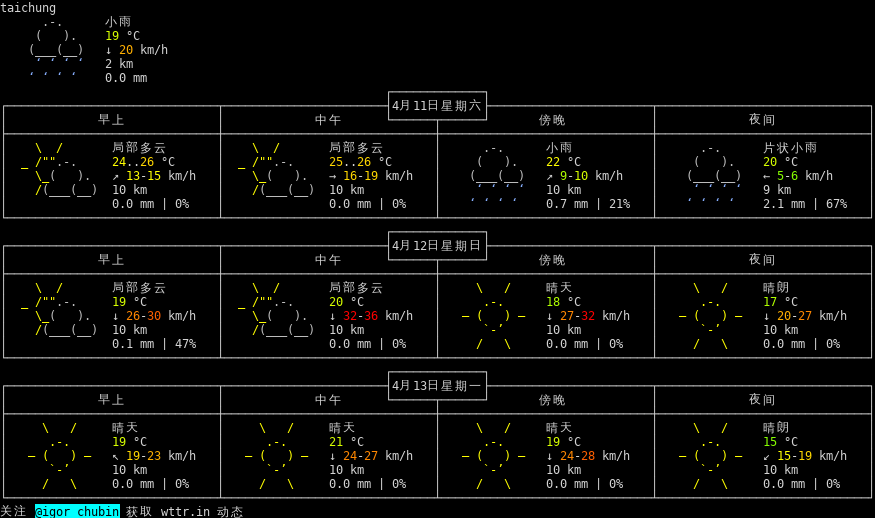 taichung
小雨
19 °C
↓ 20 km/h
2 km
0.0 mm
4月11日星期六
早上 中午 傍晚 夜间
局部多云 局部多云 小雨 片状小雨
24..26 °C 25..26 °C 22 °C 20 °C
↗ 13-15 km/h → 16-19 km/h ↗ 9-10 km/h ← 5-6 km/h
10 km 10 km 10 km 9 km
0.0 mm | 0% 0.0 mm | 0% 0.7 mm | 21% 2.1 mm | 67%
4月12日星期日
早上 中午 傍晚 夜间
局部多云 局部多云 晴天 晴朗
19 °C 20 °C 18 °C 17 °C
↓ 26-30 km/h ↓ 32-36 km/h ↓ 27-32 km/h ↓ 20-27 km/h
10 km 10 km 10 km 10 km
0.1 mm | 47% 0.0 mm | 0% 0.0 mm | 0% 0.0 mm | 0%
4月13日星期一
早上 中午 傍晚 夜间
晴天 晴天 晴天 晴朗
19 °C 21 °C 19 °C 15 °C
↖ 19-23 km/h ↓ 24-27 km/h ↓ 24-28 km/h ↙ 15-19 km/h
10 km 10 km 10 km 10 km
0.0 mm | 0% 0.0 mm | 0% 0.0 mm | 0% 0.0 mm | 0%
关注 @igor_chubin 获取 wttr.in 动态